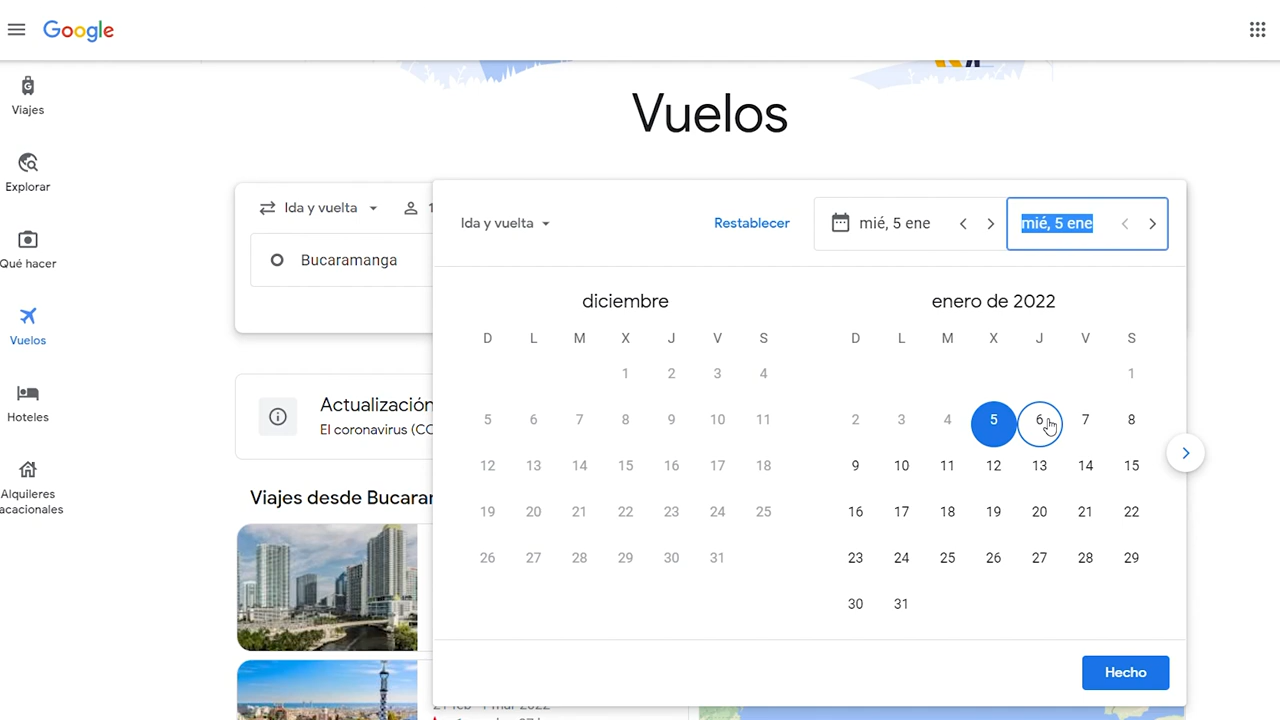 Google
Viajes
Explorar
Qué hacer
Vuelos
Hoteles
Alquileres
acacionales
Vuelos
Ida y vuelta
1
Bucaramanga
Actualización
El coronavirus (CO
Viajes desde Bucarar
Ida y vuelta
Restablecer
mié, 5 ene
mié, 5 ene
diciembre
D L M X J V S
1 2 3 4
5 6 7 8 9 10 11
12 13 14 15 16 17 18
19 20 21 22 23 24 25
26 27 28 29 30 31
enero de 2022
D L M X J V S
1
2 3 4 5 6 7 8
9 10 11 12 13 14 15
16 17 18 19 20 21 22
23 24 25 26 27 28 29
30 31
Hecho